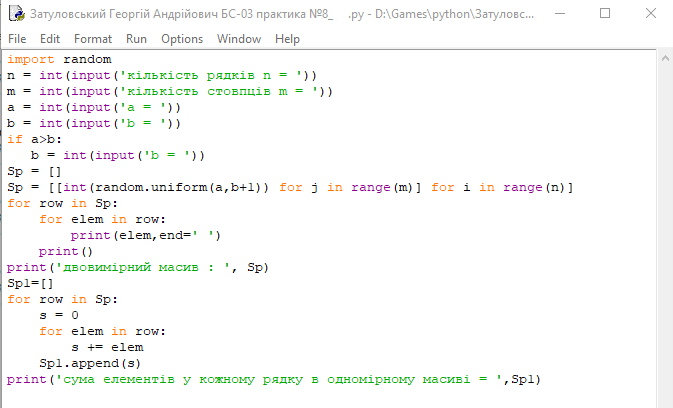 Затуловський Георгій Андрійович БС-03 практика №8_ .py - D:\Games\python\Затуловс...
File Edit Format Run Options Window Help
import random
n = int(input('кількість рядків n = '))
m = int(input('кількість стовпців m = '))
a = int(input('a = '))
b = int(input('b = '))
if a>b:
   b = int(input('b = '))
Sp = []
Sp = [[int(random.uniform(a,b+1)) for j in range(m)] for i in range(n)]
for row in Sp:
    for elem in row:
        print(elem,end=' ')
    print()
print('двовимірний масив : ', Sp)
Sp1=[]
for row in Sp:
    s = 0
    for elem in row:
        s += elem
    Sp1.append(s)
print('сума елементів у кожному рядку в одномірному масиві = ',Sp1)